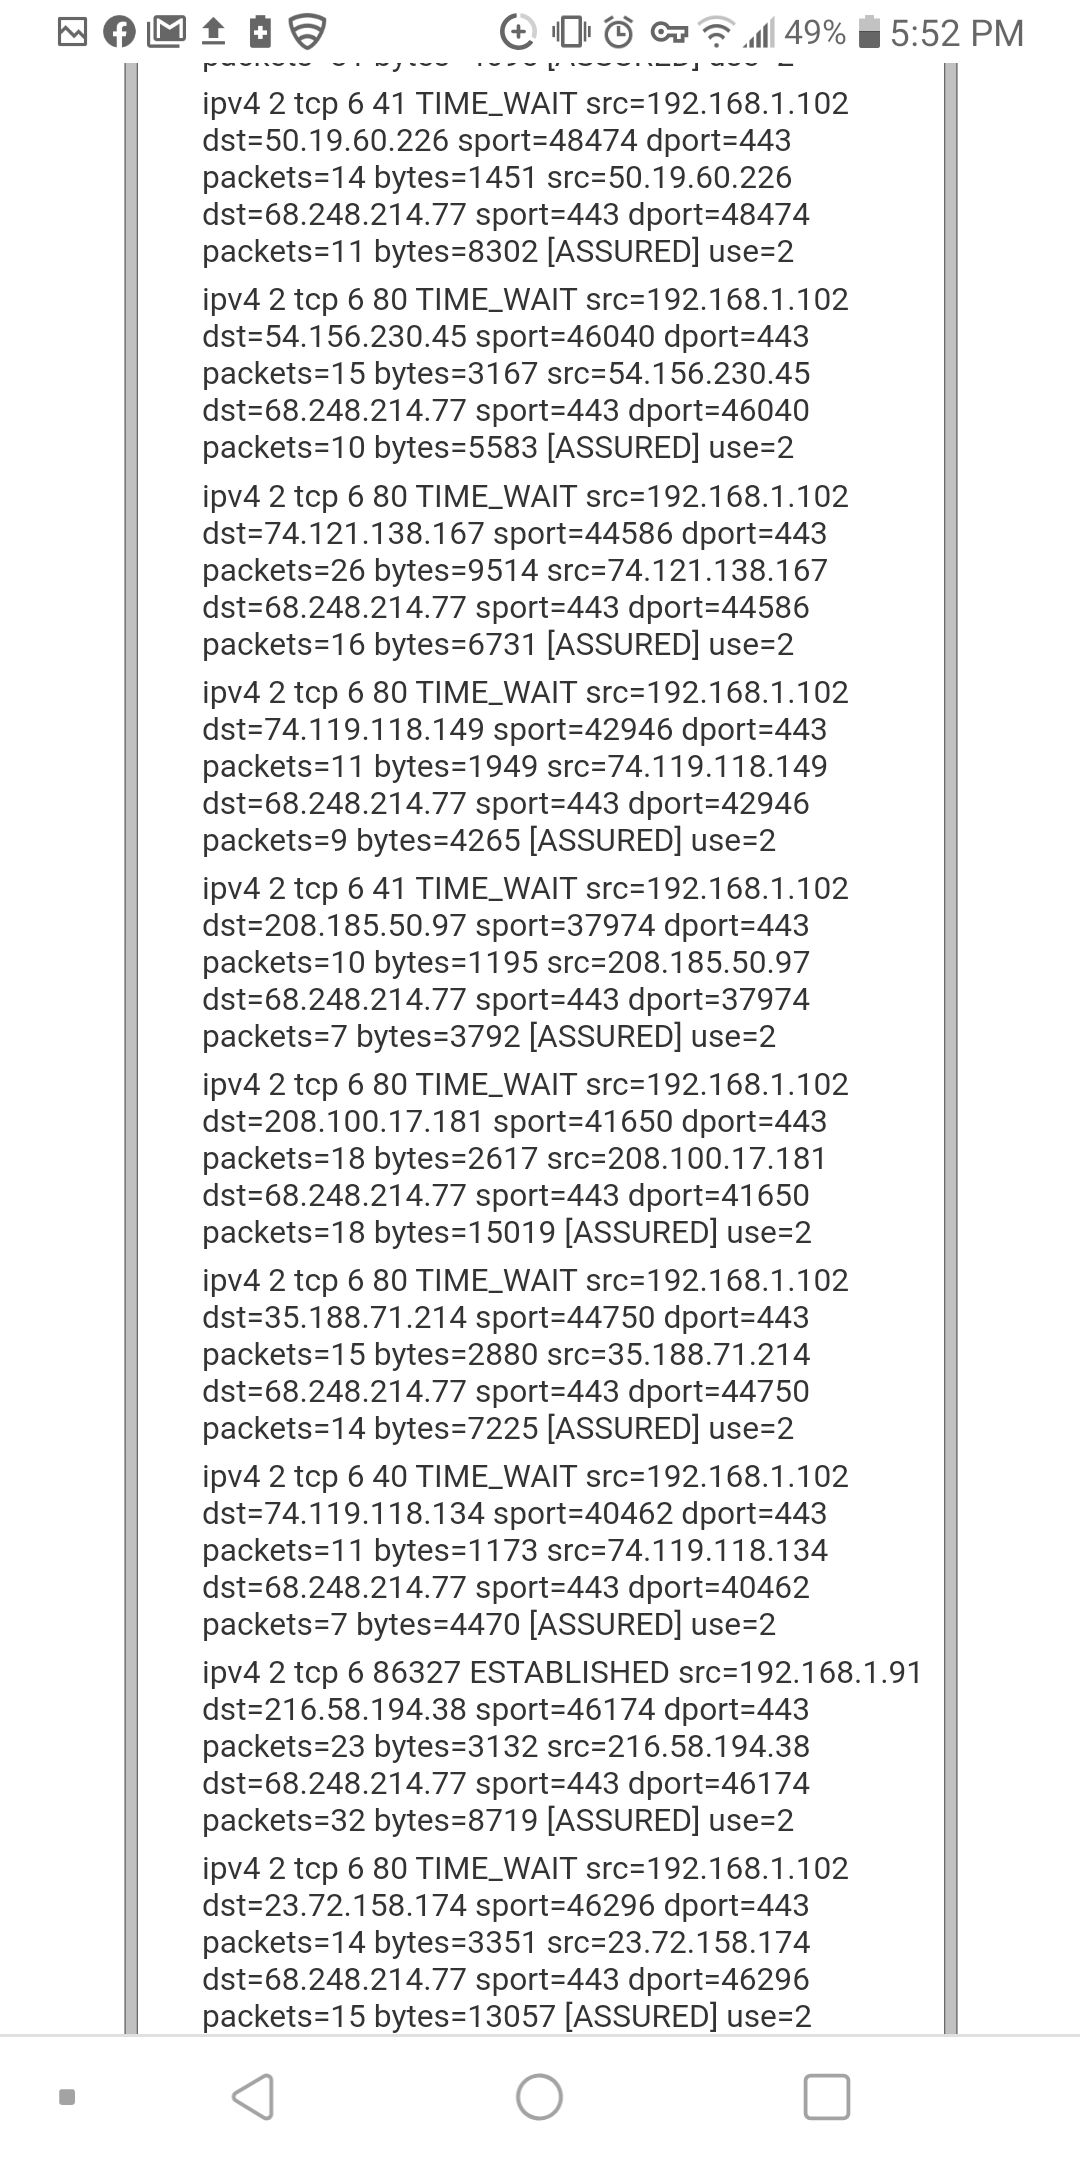 49% 5:52 PM
ipv4 2 tcp 6 41 TIME_WAIT src=192.168.1.102
dst=50.19.60.226 sport=48474 dport=443
packets=14 bytes=1451 src=50.19.60.226
dst=68.248.214.77 sport=443 dport=48474
packets=11 bytes=8302 [ASSURED] use=2
ipv4 2 tcp 6 80 TIME_WAIT src=192.168.1.102
dst=54.156.230.45 sport=46040 dport=443
packets=15 bytes=3167 src=54.156.230.45
dst=68.248.214.77 sport=443 dport=46040
packets=10 bytes=5583 [ASSURED] use=2
ipv4 2 tcp 6 80 TIME_WAIT src=192.168.1.102
dst=74.121.138.167 sport=44586 dport=443
packets=26 bytes=9514 src=74.121.138.167
dst=68.248.214.77 sport=443 dport=44586
packets=16 bytes=6731 [ASSURED] use=2
ipv4 2 tcp 6 80 TIME_WAIT src=192.168.1.102
dst=74.119.118.149 sport=42946 dport=443
packets=11 bytes=1949 src=74.119.118.149
dst=68.248.214.77 sport=443 dport=42946
packets=9 bytes=4265 [ASSURED] use=2
ipv4 2 tcp 6 41 TIME_WAIT src=192.168.1.102
dst=208.185.50.97 sport=37974 dport=443
packets=10 bytes=1195 src=208.185.50.97
dst=68.248.214.77 sport=443 dport=37974
packets=7 bytes=3792 [ASSURED] use=2
ipv4 2 tcp 6 80 TIME_WAIT src=192.168.1.102
dst=208.100.17.181 sport=41650 dport=443
packets=18 bytes=2617 src=208.100.17.181
dst=68.248.214.77 sport=443 dport=41650
packets=18 bytes=15019 [ASSURED] use=2
ipv4 2 tcp 6 80 TIME_WAIT src=192.168.1.102
dst=35.188.71.214 sport=44750 dport=443
packets=15 bytes=2880 src=35.188.71.214
dst=68.248.214.77 sport=443 dport=44750
packets=14 bytes=7225 [ASSURED] use=2
ipv4 2 tcp 6 40 TIME_WAIT src=192.168.1.102
dst=74.119.118.134 sport=40462 dport=443
packets=11 bytes=1173 src=74.119.118.134
dst=68.248.214.77 sport=443 dport=40462
packets=7 bytes=4470 [ASSURED] use=2
ipv4 2 tcp 6 86327 ESTABLISHED src=192.168.1.91
dst=216.58.194.38 sport=46174 dport=443
packets=23 bytes=3132 src=216.58.194.38
dst=68.248.214.77 sport=443 dport=46174
packets=32 bytes=8719 [ASSURED] use=2
ipv4 2 tcp 6 80 TIME_WAIT src=192.168.1.102
dst=23.72.158.174 sport=46296 dport=443
packets=14 bytes=3351 src=23.72.158.174
dst=68.248.214.77 sport=443 dport=46296
packets=15 bytes=13057 [ASSURED] use=2